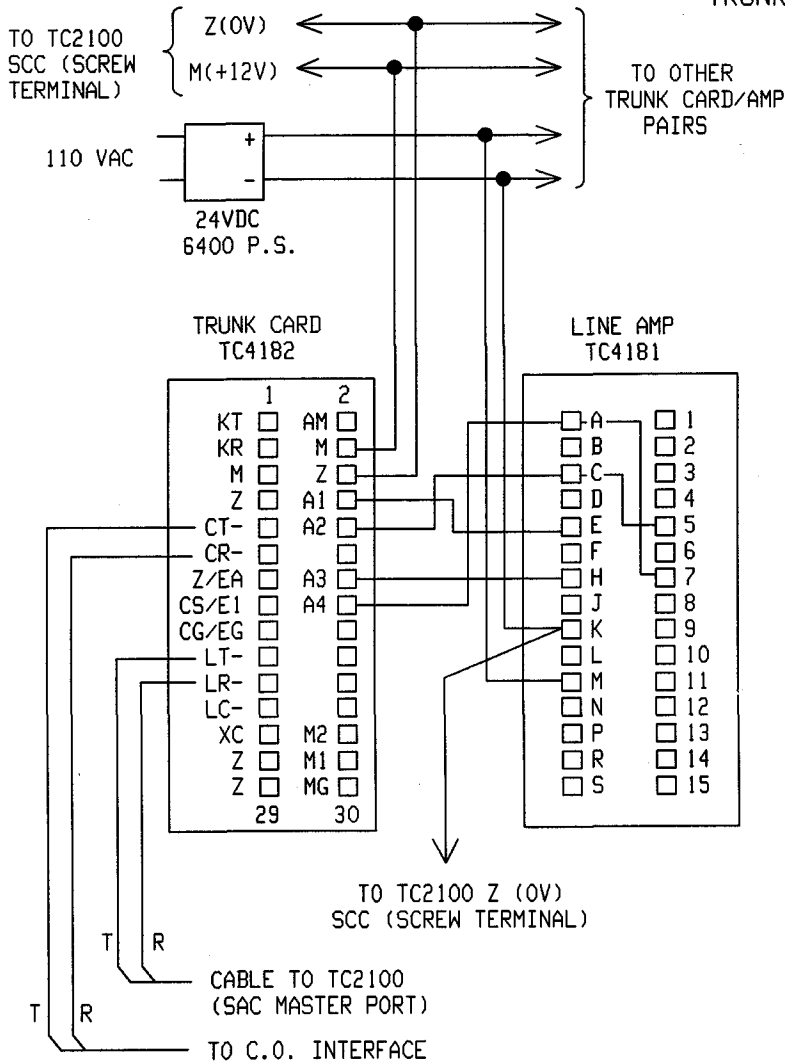 TRUNK
TO TC2100
SCC (SCREW
TERMINAL)
Z(0V)
M(+12V)
TO OTHER
TRUNK CARD/AMP
PAIRS
110 VAC
+
-
24VDC
6400 P.S.
TRUNK CARD
TC4182
1 2
KT AM
KR M
M Z
Z A1
CT- A2
CR-
Z/EA A3
CS/E1 A4
CG/EG
LT-
LR-
LC-
XC M2
Z M1
Z MG
29 30
LINE AMP
TC4181
A 1
B 2
C 3
D 4
E 5
F 6
H 7
J 8
K 9
L 10
M 11
N 12
P 13
R 14
S 15
TO TC2100 Z (0V)
SCC (SCREW TERMINAL)
T R
CABLE TO TC2100
(SAC MASTER PORT)
T R
TO C.O. INTERFACE